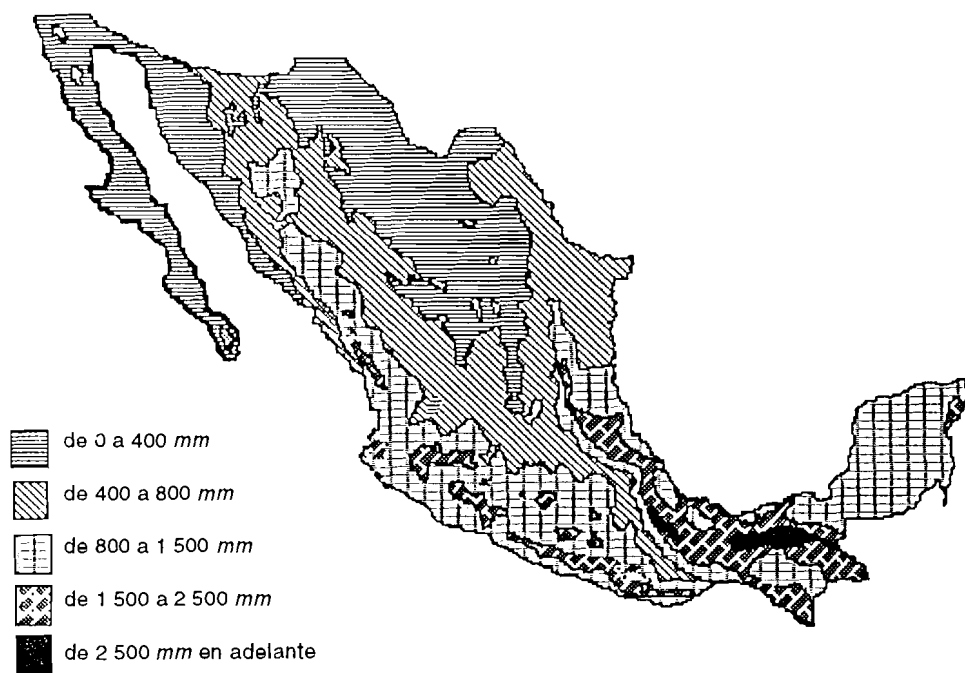 de 0 a 400 mm
de 400 a 800 mm
de 800 a 1 500 mm
de 1 500 a 2 500 mm
de 2 500 mm en adelante